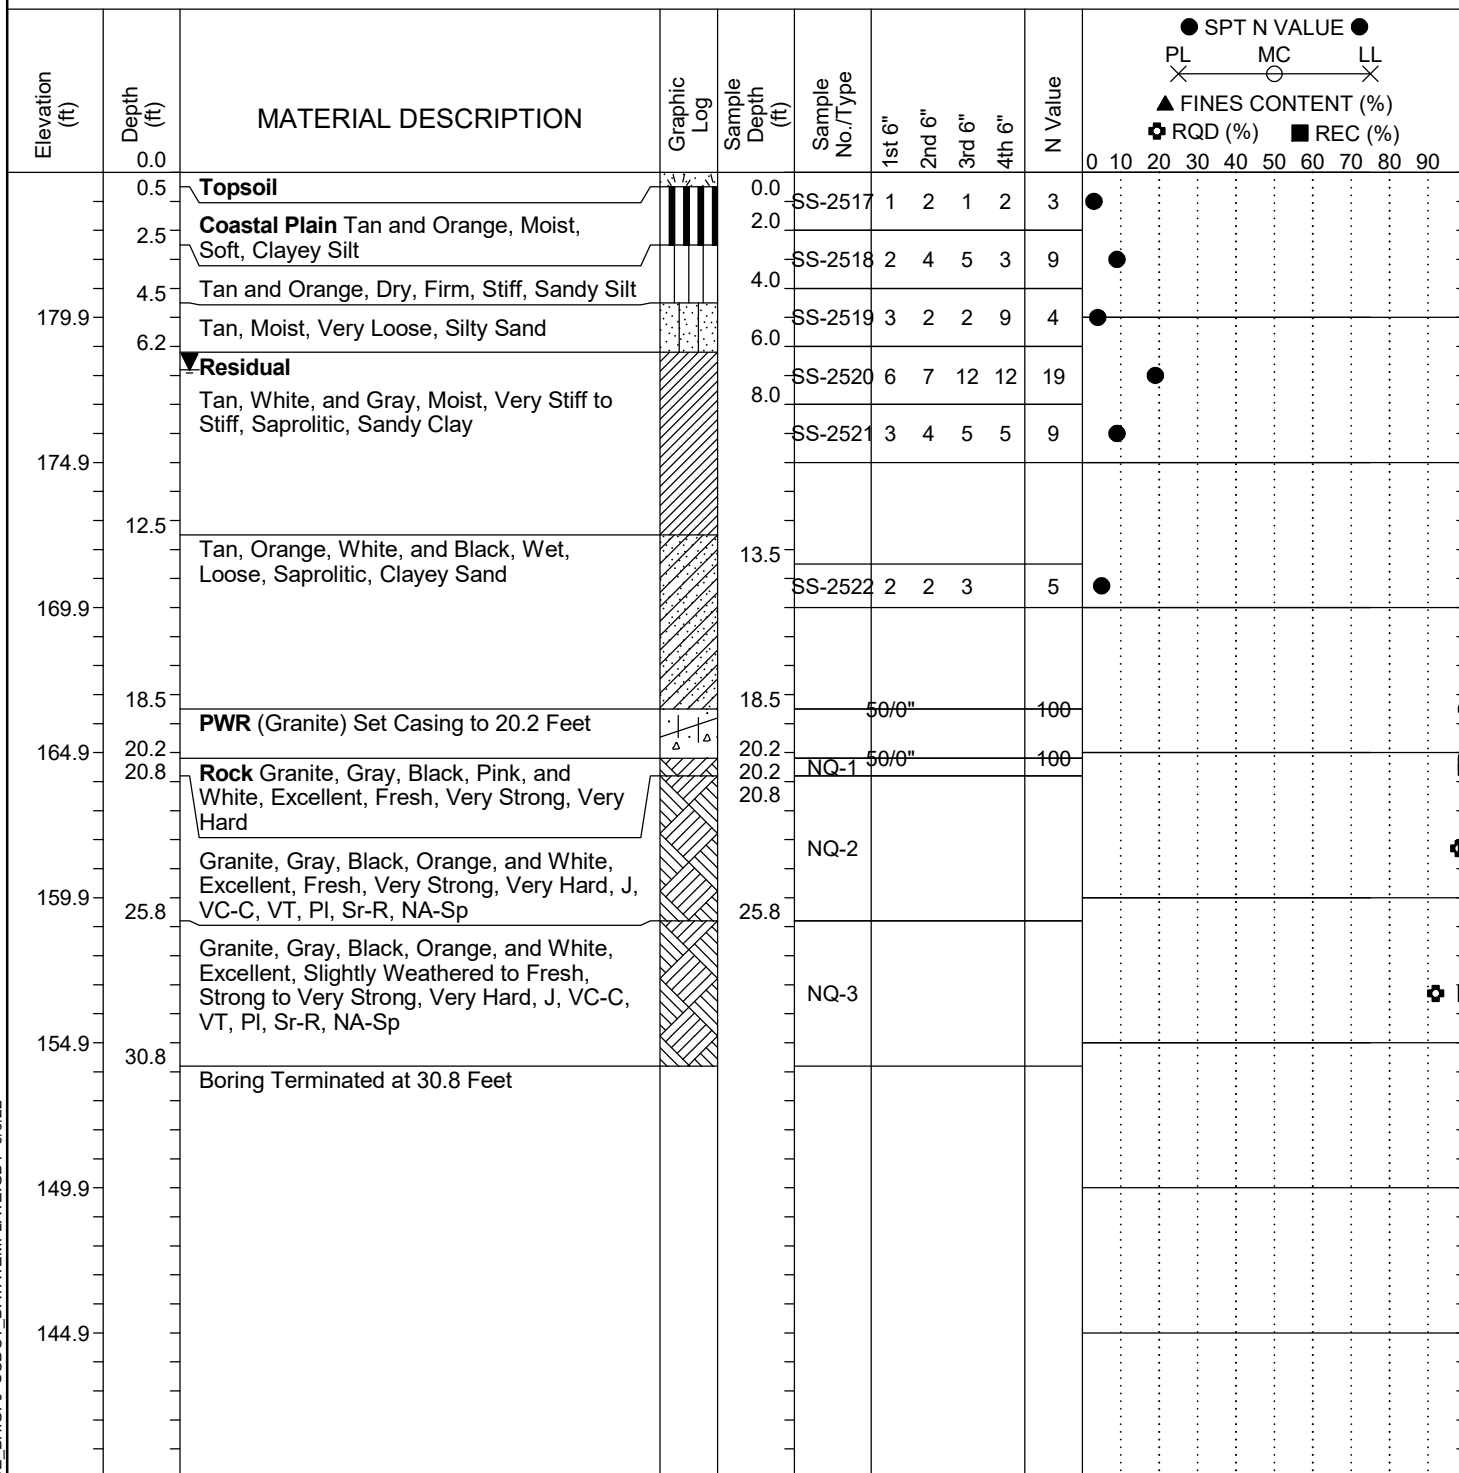 ● SPT N VALUE ●
PL MC LL
▲ FINES CONTENT (%)
RQD (%) ■ REC (%)
0 10 20 30 40 50 60 70 80 90
Elevation (ft)
Depth (ft)
0.0
MATERIAL DESCRIPTION
Graphic Log
Sample Depth (ft)
Sample No./Type
1st 6"
2nd 6"
3rd 6"
4th 6"
N Value
0.5 Topsoil 0.0
SS-2517 1 2 1 2 3
2.0
Coastal Plain Tan and Orange, Moist,
2.5
Soft, Clayey Silt
SS-2518 2 4 5 3 9
4.0
4.5 Tan and Orange, Dry, Firm, Stiff, Sandy Silt
179.9 SS-2519 3 2 2 9 4
Tan, Moist, Very Loose, Silty Sand
6.2 6.0
Residual
SS-2520 6 7 12 12 19
8.0
Tan, White, and Gray, Moist, Very Stiff to
Stiff, Saprolitic, Sandy Clay
SS-2521 3 4 5 5 9
174.9
12.5
Tan, Orange, White, and Black, Wet,
13.5
Loose, Saprolitic, Clayey Sand
SS-2522 2 2 3 5
169.9
18.5 18.5
50/0" 100
PWR (Granite) Set Casing to 20.2 Feet
164.9 20.2 20.2
50/0" 100
20.8 Rock Granite, Gray, Black, Pink, and 20.2 NQ-1
White, Excellent, Fresh, Very Strong, Very 20.8
Hard
NQ-2
Granite, Gray, Black, Orange, and White,
Excellent, Fresh, Very Strong, Very Hard, J,
159.9
25.8 VC-C, VT, Pl, Sr-R, NA-Sp 25.8
Granite, Gray, Black, Orange, and White,
Excellent, Slightly Weathered to Fresh,
Strong to Very Strong, Very Hard, J, VC-C, NQ-3
VT, Pl, Sr-R, NA-Sp
154.9
30.8
Boring Terminated at 30.8 Feet
149.9
144.9